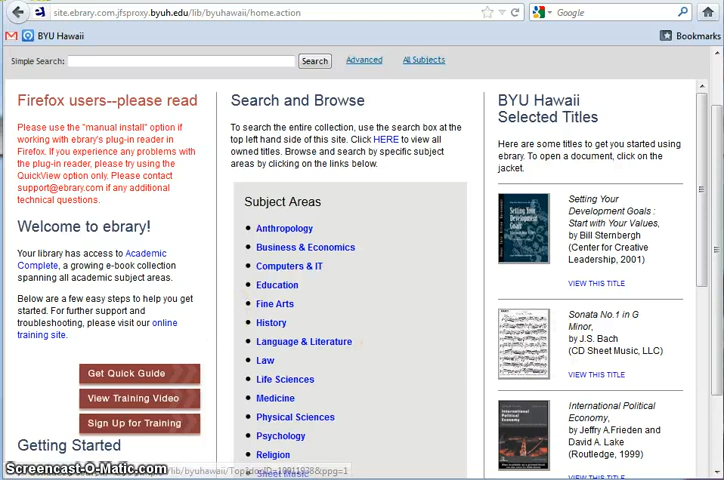 site.ebrary.com.jfsproxy.byuh.edu/lib/byuhawaii/home.action
Google
BYU Hawaii
Bookmarks
Simple Search:
Search
Advanced
All Subjects
Firefox users--please read
Please use the "manual install" option if
working with ebrary's plug-in reader in
Firefox. If you experience any problems with
the plug-in reader, please try using the
QuickView option only. Please contact
support@ebrary.com if any additional
technical questions.
Welcome to ebrary!
Your library has access to Academic
Complete, a growing e-book collection
spanning all academic subject areas.
Below are a few easy steps to help you get
started. For further support and
troubleshooting, please visit our online
training site.
Get Quick Guide
View Training Video
Sign Up for Training
Getting Started
Search and Browse
To search the entire collection, use the search box at the
top left hand side of this site. Click HERE to view all
owned titles. Browse and search by specific subject
areas by clicking on the links below.
Subject Areas
Anthropology
Business & Economics
Computers & IT
Education
Fine Arts
History
Language & Literature
Law
Life Sciences
Medicine
Physical Sciences
Psychology
Religion
Sheet Music
BYU Hawaii
Selected Titles
Here are some titles to get you started using
ebrary. To open a document, click on the
jacket.
Setting Your
Development Goals
Setting Your
Development Goals :
Start with Your Values,
by Bill Sternbergh
(Center for Creative
Leadership, 2001)
VIEW THIS TITLE
Sonata No.1 in G
Minor,
by J.S. Bach
(CD Sheet Music, LLC)
VIEW THIS TITLE
International
Political
Economy
International Political
Economy,
by Jeffry A.Frieden and
David A. Lake
(Routledge, 1999)
Screencast-O-Matic.com